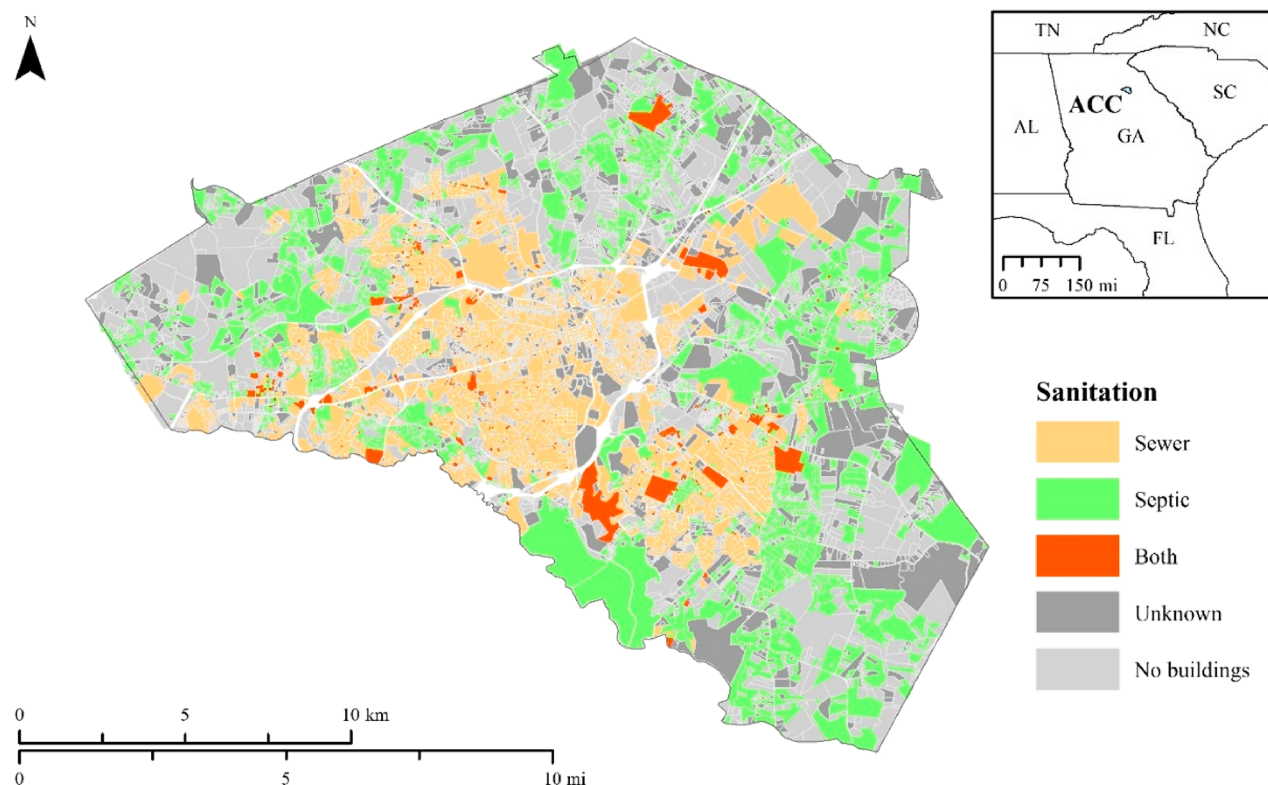 N
TN
NC
ACC
SC
AL
GA
FL
0 75 150 mi
Sanitation
Sewer
Septic
Both
Unknown
No buildings
0 5 10 km
0 5 10 mi